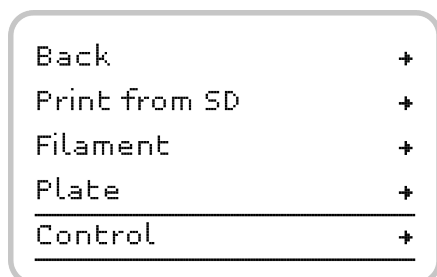 Back →
Print from SD →
Filament →
Plate →
Control →